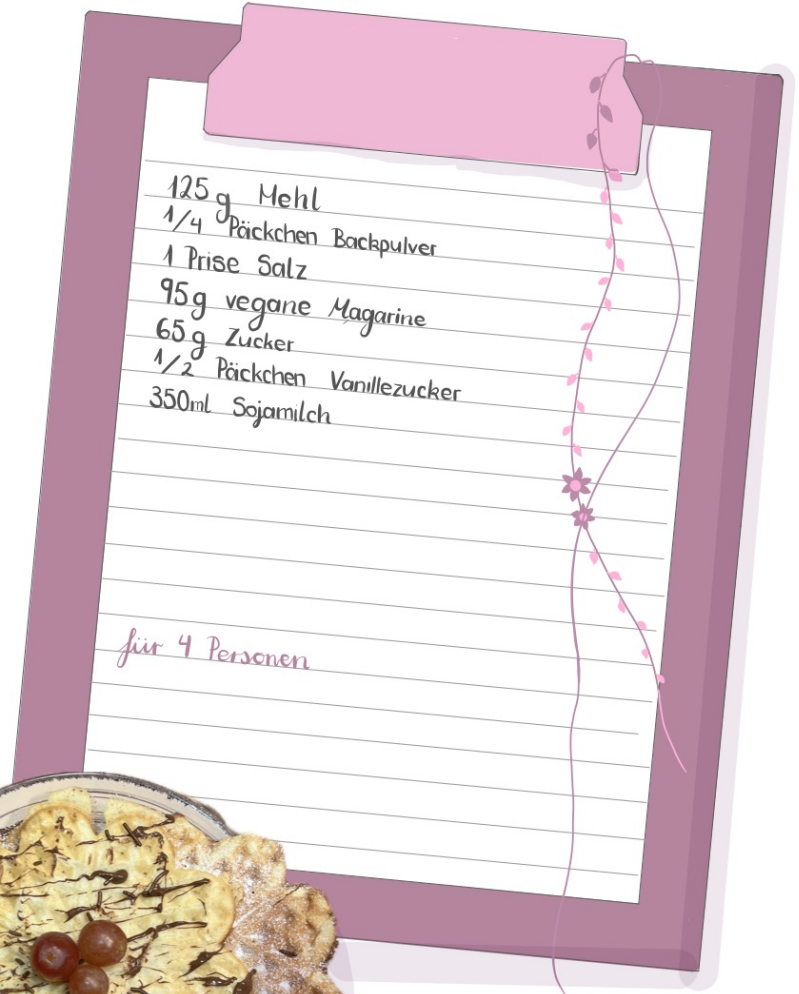 125 g Mehl
1/4 Päckchen Backpulver
1 Prise Salz
95g vegane Magarine
65 g Zucker
1/2 Päckchen Vanillezucker
350ml Sojamilch
für 4 Personen